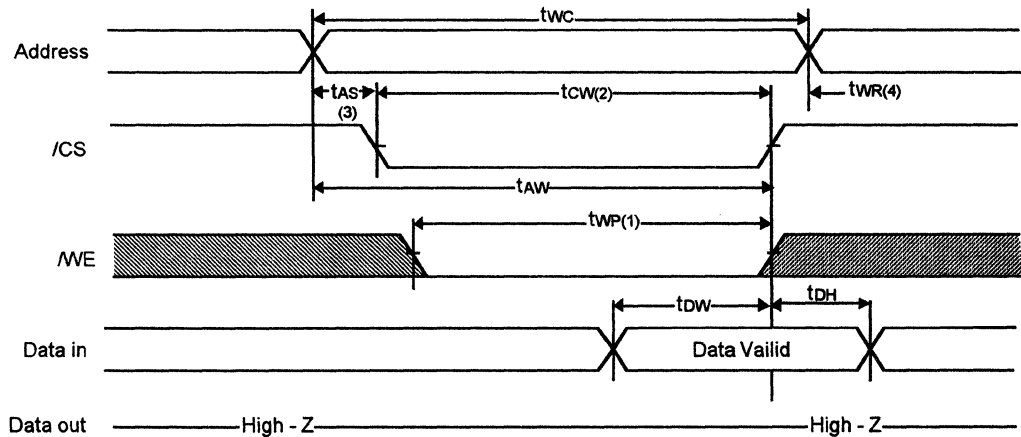 tWC
Address
tAS
(3)
tCW(2)
tWR(4)
/CS
tAW
tWP(1)
/WE
tDW
tDH
Data in
Data Vailid
Data out
High - Z
High - Z